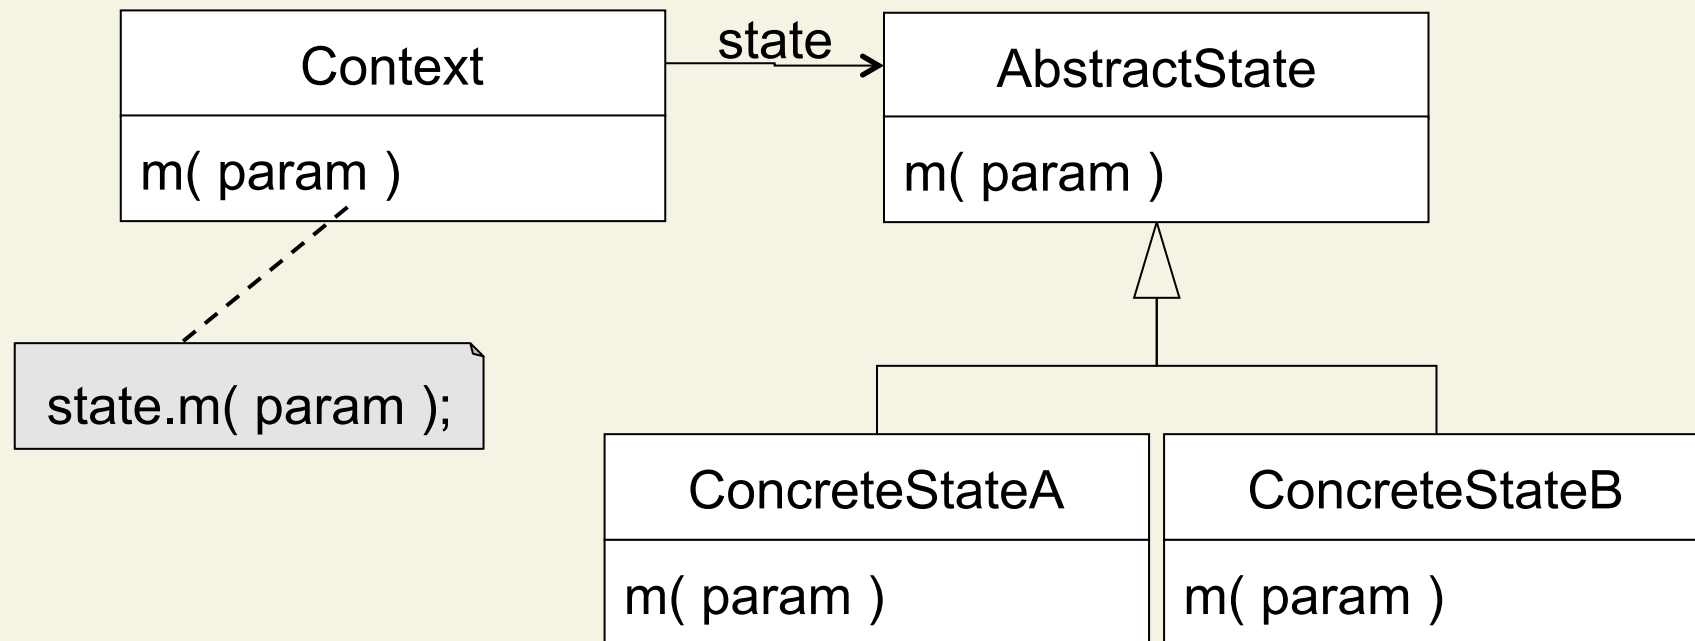 Context
state
AbstractState
m( param )
m( param )
state.m( param );
ConcreteStateA
ConcreteStateB
m( param )
m( param )